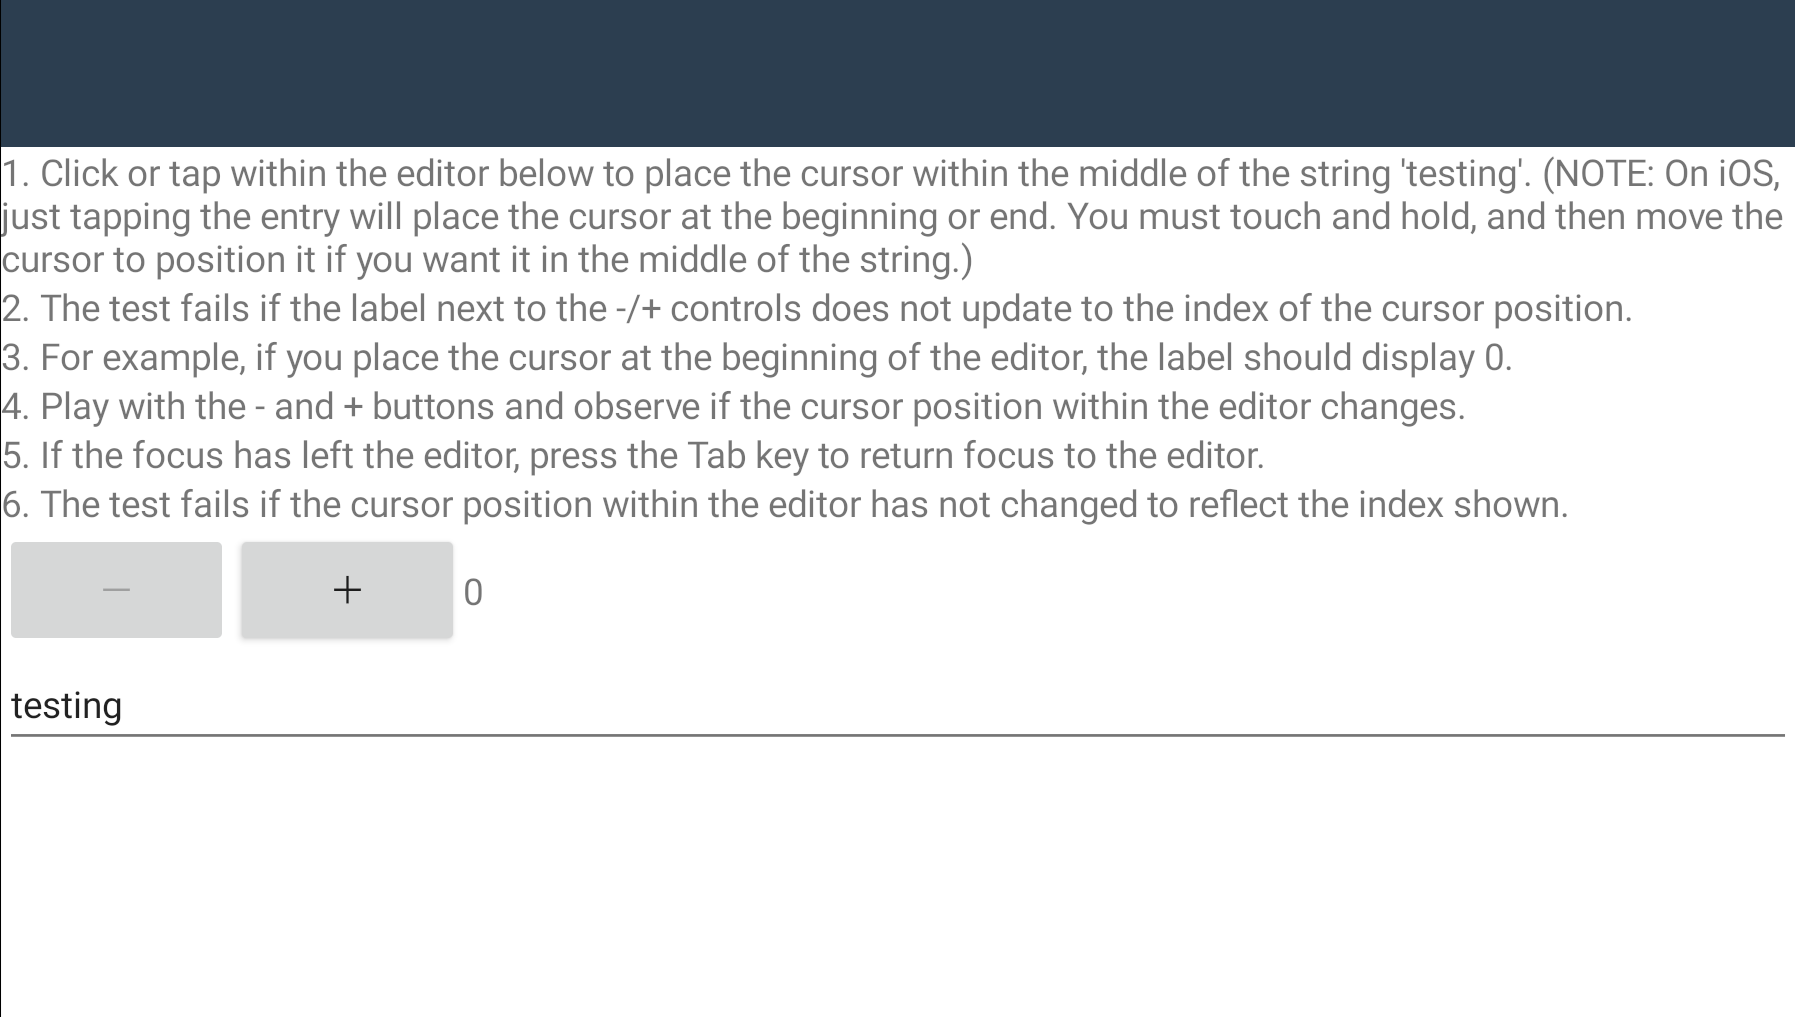 1. Click or tap within the editor below to place the cursor within the middle of the string 'testing'. (NOTE: On iOS,
just tapping the entry will place the cursor at the beginning or end. You must touch and hold, and then move the
cursor to position it if you want it in the middle of the string.)
2. The test fails if the label next to the -/+ controls does not update to the index of the cursor position.
3. For example, if you place the cursor at the beginning of the editor, the label should display 0.
4. Play with the - and + buttons and observe if the cursor position within the editor changes.
5. If the focus has left the editor, press the Tab key to return focus to the editor.
6. The test fails if the cursor position within the editor has not changed to reflect the index shown.
– + 0
testing